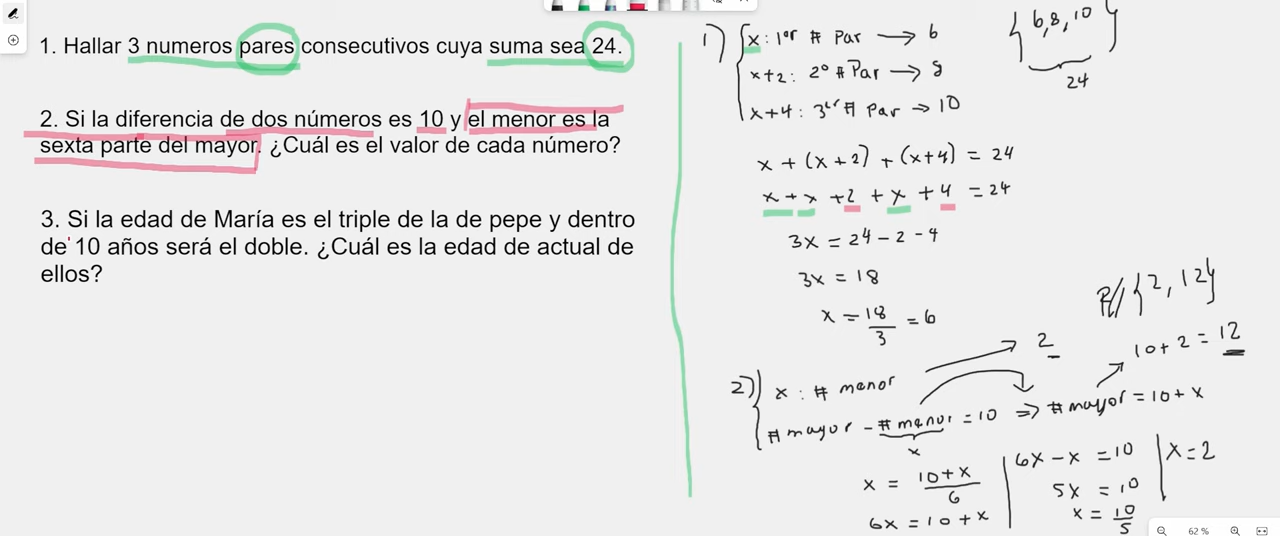 1. Hallar 3 numeros pares consecutivos cuya suma sea 24.
2. Si la diferencia de dos números es 10 y el menor es la
sexta parte del mayor. ¿Cuál es el valor de cada número?
3. Si la edad de María es el triple de la de pepe y dentro
de 10 años será el doble. ¿Cuál es la edad de actual de
ellos?
1) x: 1er # Par → 6
x+2: 2º # Par → 8
x+4: 3er # Par → 10
{6,8,10}
24
x + (x+2) + (x+4) = 24
x + x + 2 + x + 4 = 24
3x = 24 - 2 - 4
3x = 18
x = 18/3 = 6
R// {2, 12}
2) x: # menor
2
10 + 2 = 12
# mayor - # menor = 10 ⇒ # mayor = 10 + x
x
x = 10+x/6
6x = 10 + x
6x - x = 10
5x = 10
x = 10/5
x = 2
62 %